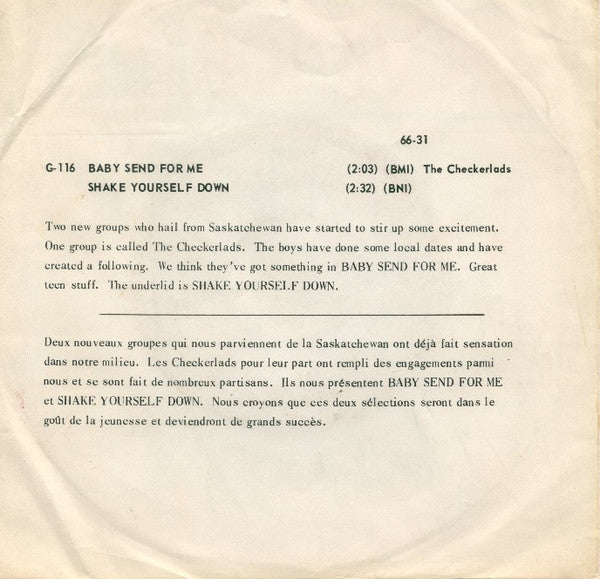 66-31
G-116 BABY SEND FOR ME (2:03) (BMI) The Checkerlads
SHAKE YOURSELF DOWN (2:32) (BNI)
Two new groups who hail from Saskatchewan have started to stir up some excitement.
One group is called The Checkerlads. The boys have done some local dates and have
created a following. We think they've got something in BABY SEND FOR ME. Great
teen stuff. The underlid is SHAKE YOURSELF DOWN.
Deux nouveaux groupes qui nous parviennent de la Saskatchewan ont déjà fait sensation
dans notre milieu. Les Checkerlads pour leur part ont rempli des engagements parmi
nous et se sont fait de nombreux partisans. Ils nous présentent BABY SEND FOR ME
et SHAKE YOURSELF DOWN. Nous croyons que ces deux sélections seront dans le
goût de la jeunesse et deviendront de grands succès.